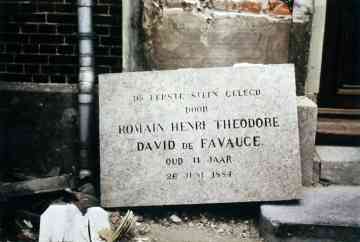 DE EERSTE STEEN GELEGD
DOOR
ROMAIN HENRI THEODORE
DAVID DE FAVAUGE
OUD 11 JAAR
26 JUNI 1884